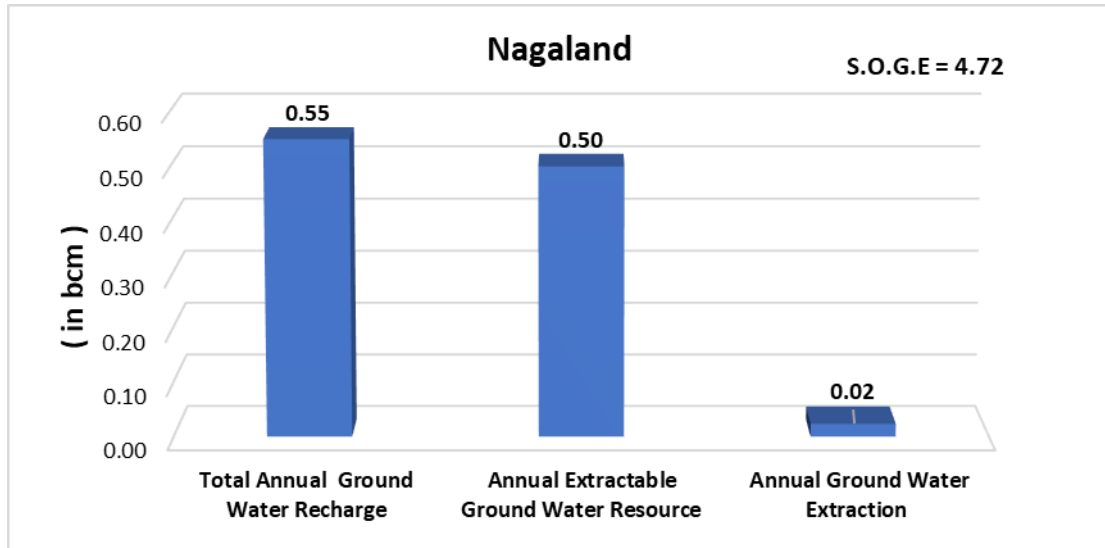 Nagaland
S.O.G.E = 4.72
( in bcm )
0.60
0.50
0.40
0.30
0.20
0.10
0.00
0.55
0.50
0.02
Total Annual Ground
Water Recharge
Annual Extractable
Ground Water Resource
Annual Ground Water
Extraction